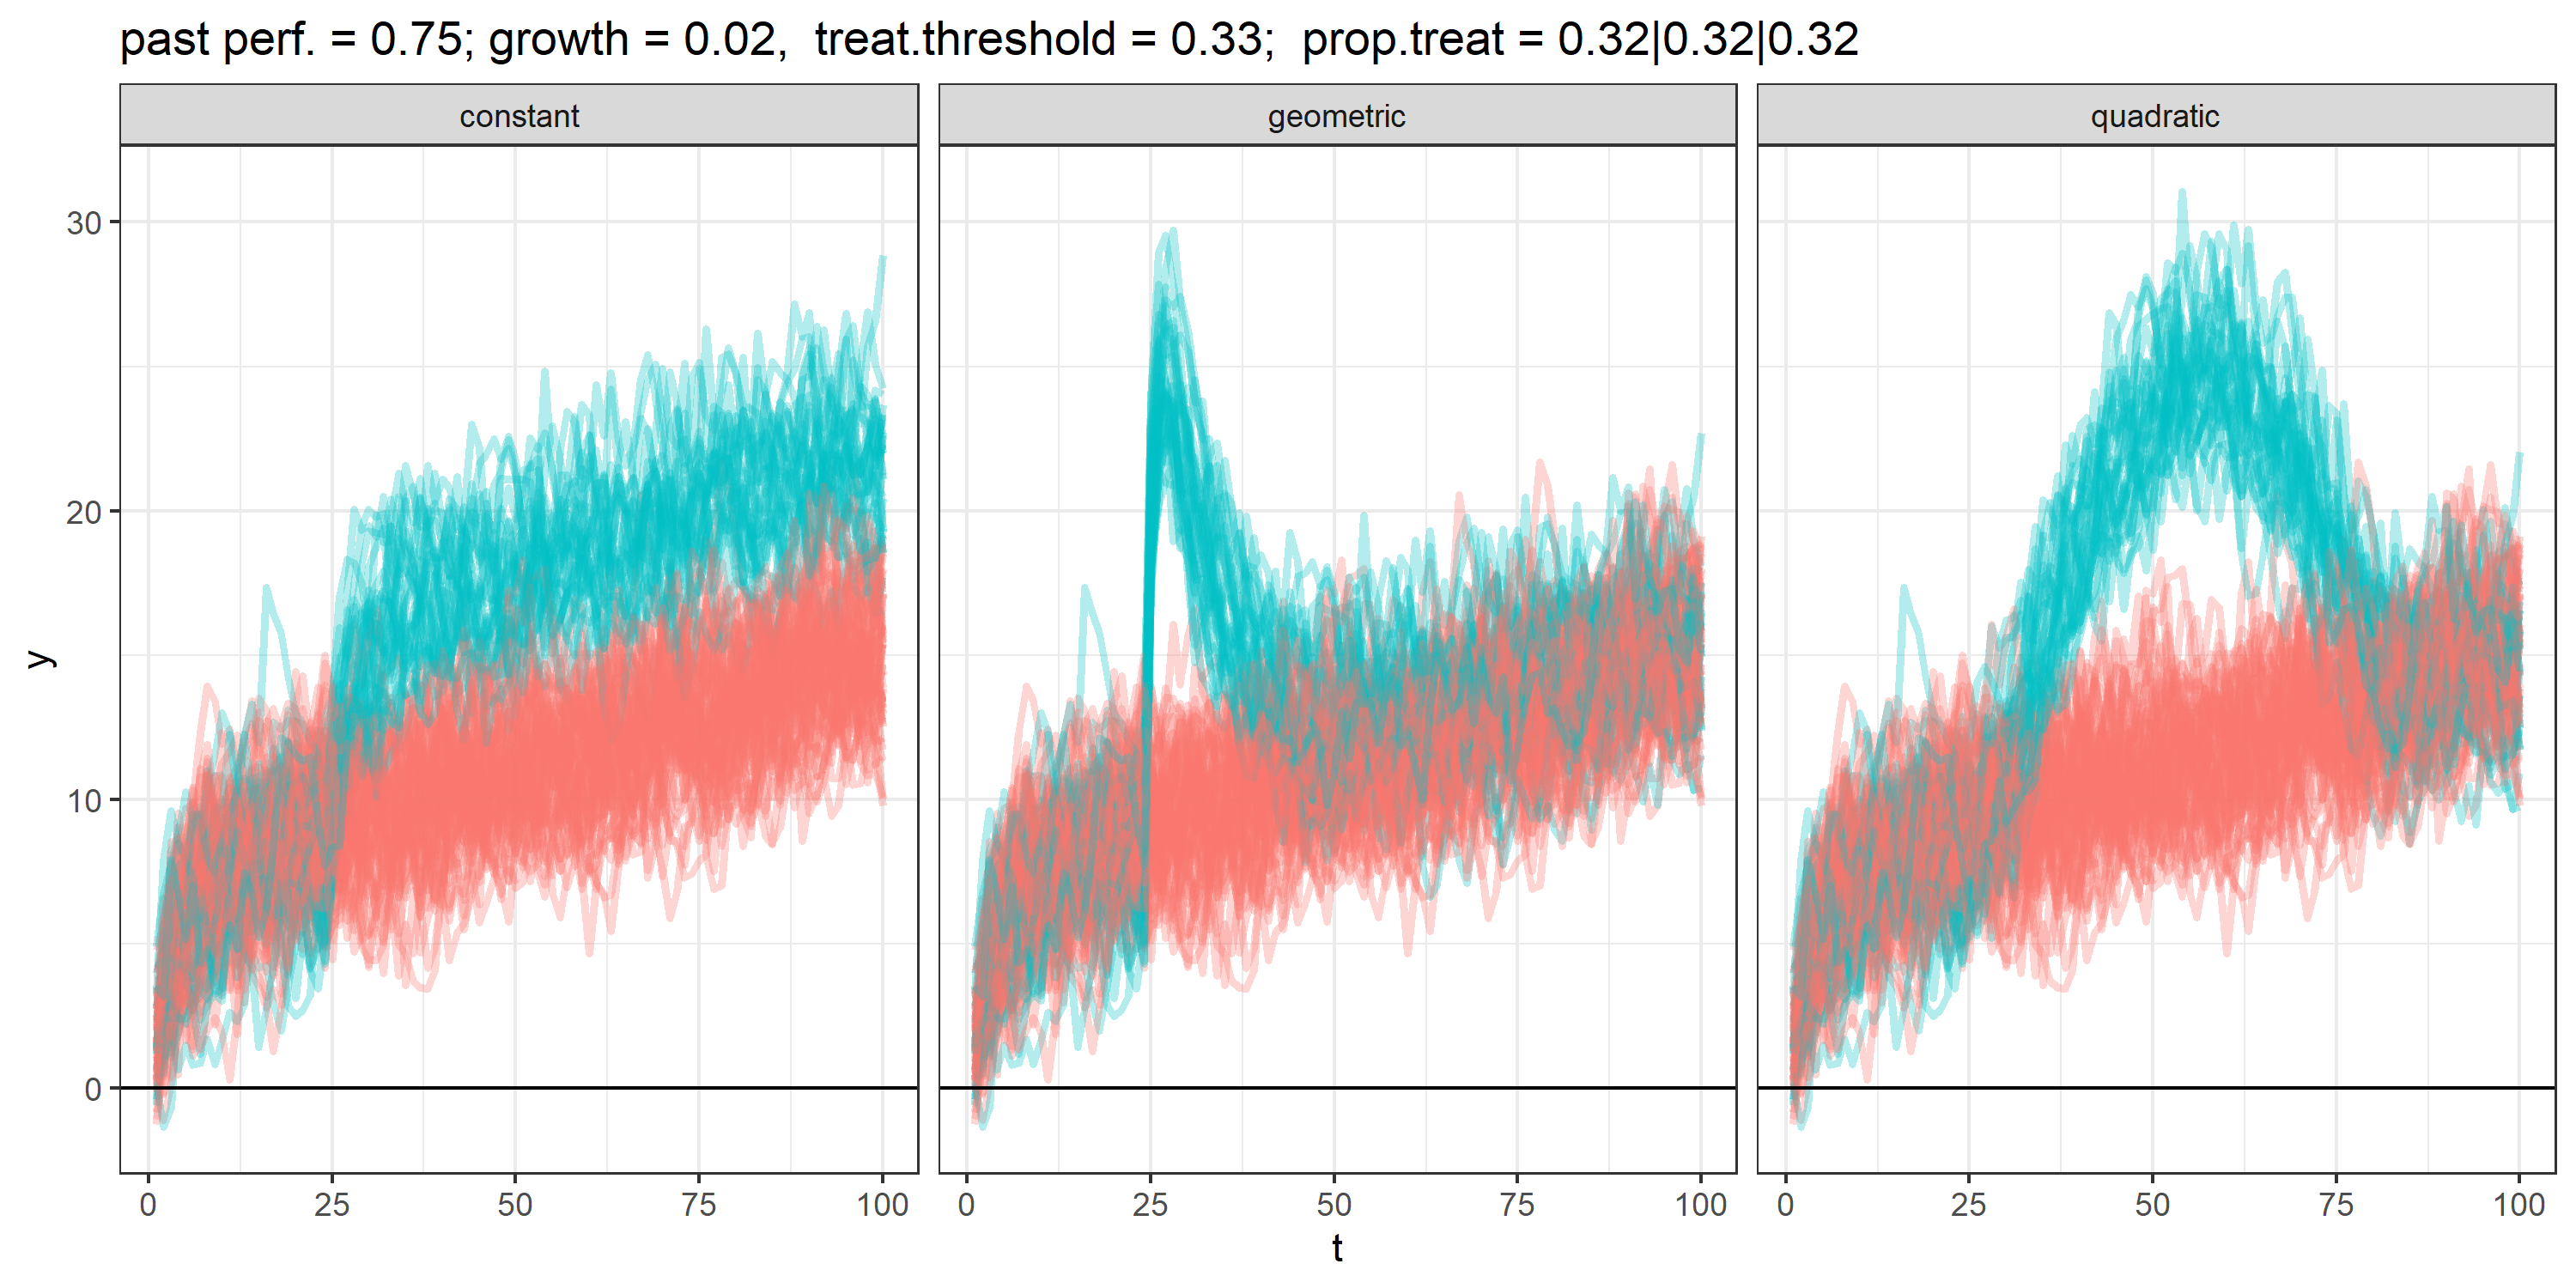 past perf. = 0.75; growth = 0.02,  treat.threshold = 0.33;  prop.treat = 0.32|0.32|0.32
constant geometric quadratic
30
20
10
0
y
0 25 50 75 100 0 25 50 75 100 0 25 50 75 100
t